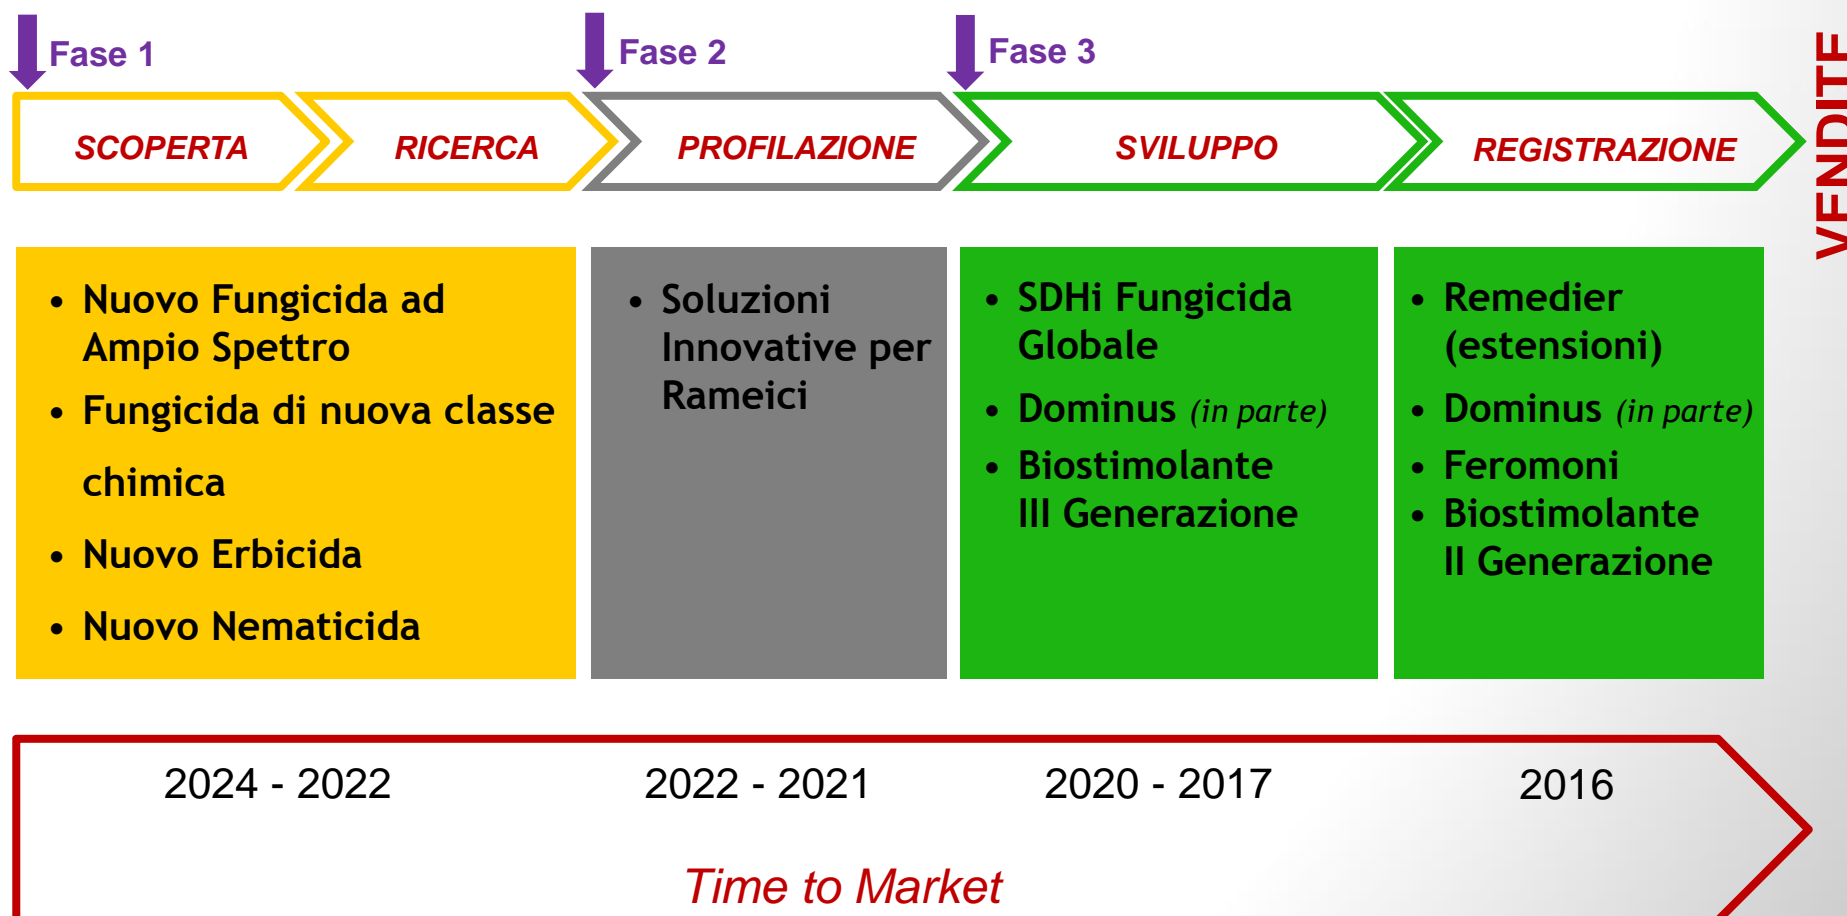 Fase 1
Fase 2
Fase 3
SCOPERTA
RICERCA
PROFILAZIONE
SVILUPPO
REGISTRAZIONE
VENDITE
• Nuovo Fungicida ad
Ampio Spettro
• Fungicida di nuova classe
chimica
• Nuovo Erbicida
• Nuovo Nematicida
• Soluzioni
Innovative per
Rameici
• SDHi Fungicida
Globale
• Dominus (in parte)
• Biostimolante
III Generazione
• Remedier
(estensioni)
• Dominus (in parte)
• Feromoni
• Biostimolante
II Generazione
2024 - 2022
2022 - 2021
2020 - 2017
2016
Time to Market